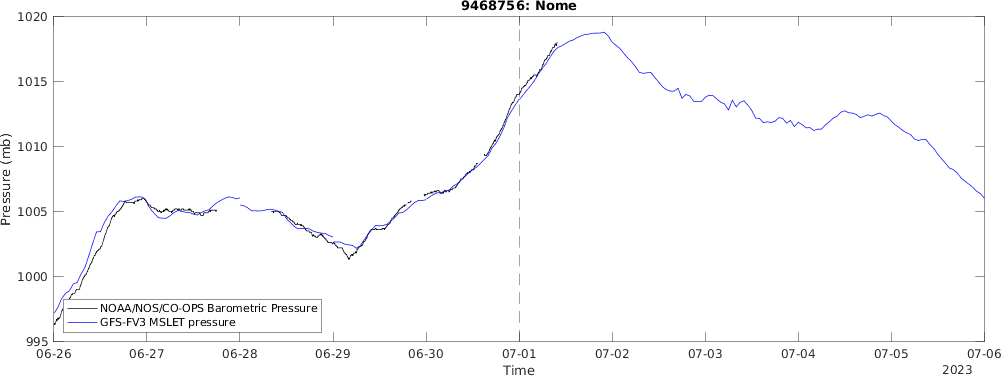 9468756: Nome
1020
1015
1010
1005
1000
995
Pressure (mb)
NOAA/NOS/CO-OPS Barometric Pressure
GFS-FV3 MSLET pressure
06-26 06-27 06-28 06-29 06-30 07-01 07-02 07-03 07-04 07-05 07-06
Time
2023